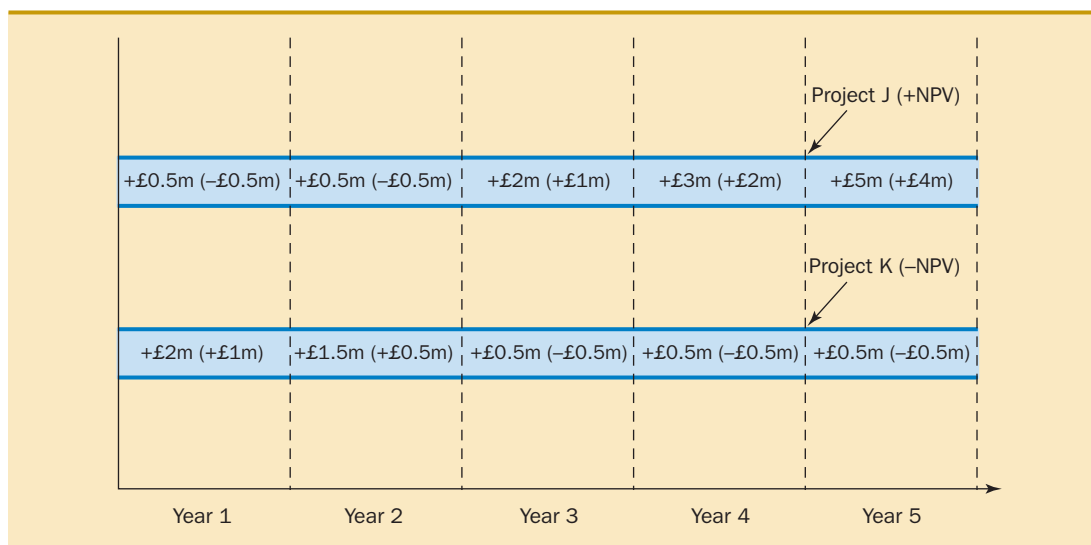 Project J (+NPV)
+£0.5m (–£0.5m) +£0.5m (–£0.5m) +£2m (+£1m) +£3m (+£2m) +£5m (+£4m)
Project K (–NPV)
+£2m (+£1m) +£1.5m (+£0.5m) +£0.5m (–£0.5m) +£0.5m (–£0.5m) +£0.5m (–£0.5m)
Year 1 Year 2 Year 3 Year 4 Year 5